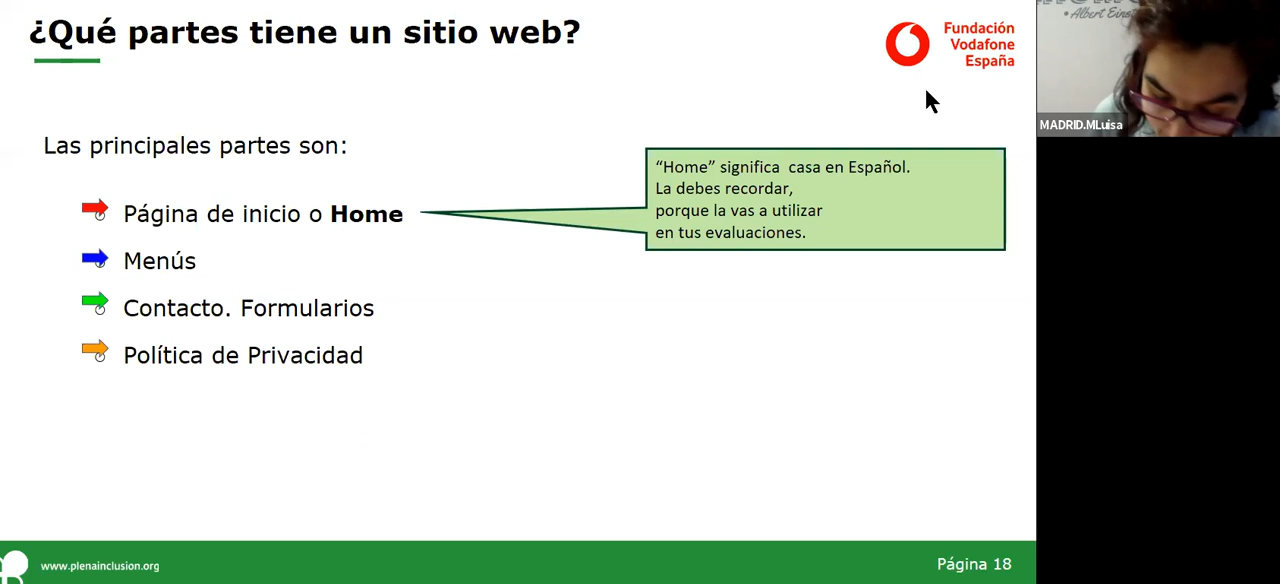 ¿Qué partes tiene un sitio web?
Fundación
Vodafone
España
• Albert Eins
MADRID.MLuisa
Las principales partes son:
“Home” significa casa en Español.
La debes recordar,
porque la vas a utilizar
en tus evaluaciones.
Página de inicio o Home
Menús
Contacto. Formularios
Política de Privacidad
www.plenainclusion.org
Página 18